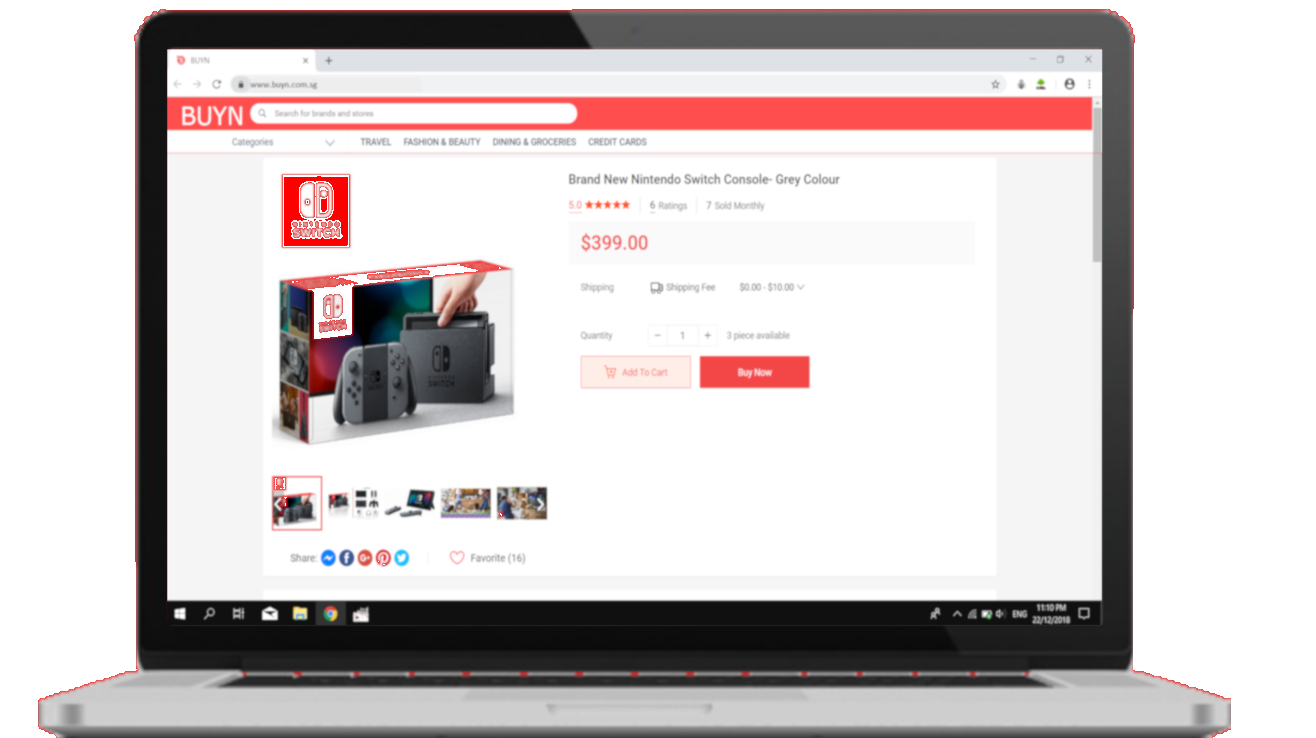 BUYN
www.buyn.com.sg
BUYN Search for brands and stores
Categories TRAVEL FASHION & BEAUTY DINING & GROCERIES CREDIT CARDS
NINTENDO
SWITCH
Brand New Nintendo Switch Console- Grey Colour
5.0 6 Ratings 7 Sold Monthly
$399.00
Shipping Shipping Fee $0.00 - $10.00
Quantity - 1 + 3 piece available
Add To Cart Buy Now
SWITCH
Share: Favorite (16)
ENG 11:10 PM
22/12/2018